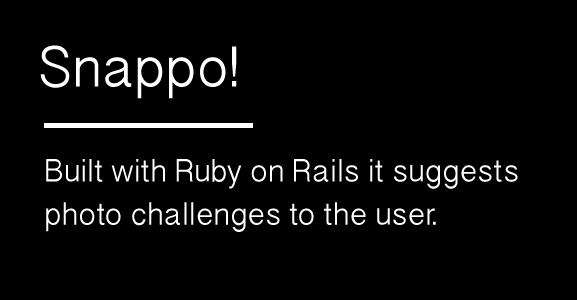 Snappo!
Built with Ruby on Rails it suggests
photo challenges to the user.